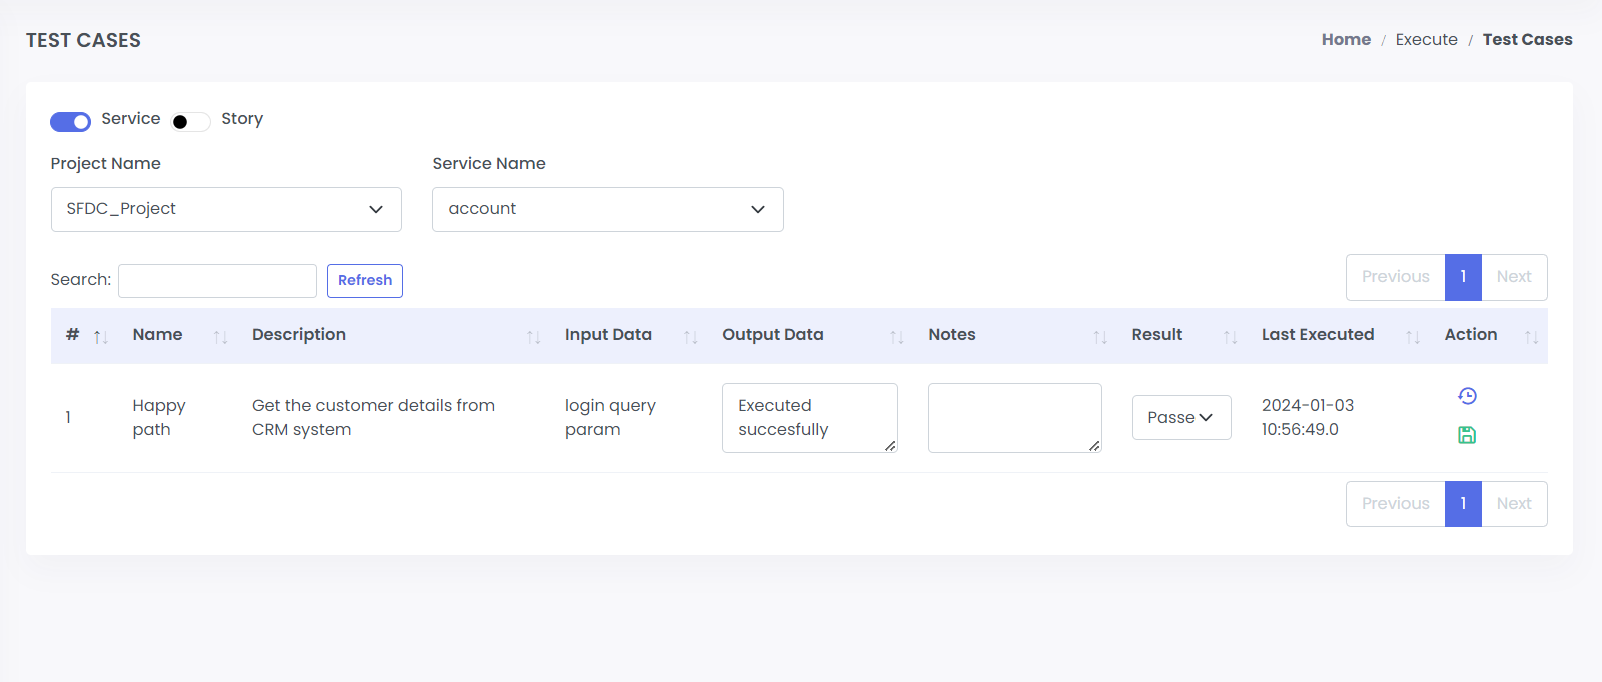 TEST CASES
Home / Execute / Test Cases
Service Story
Project Name Service Name
SFDC_Project account
Search: Refresh
Previous 1 Next
# Name Description Input Data Output Data Notes Result Last Executed Action
1 Happy path Get the customer details from CRM system login query param Executed succesfully Passe 2024-01-03 10:56:49.0
Previous 1 Next